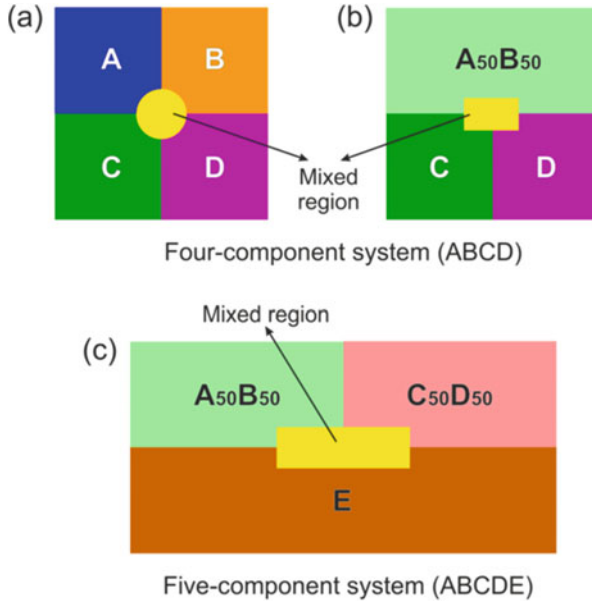 (a)
A
B
C
D
(b)
A50B50
C
D
Mixed
region
Four-component system (ABCD)
Mixed region
(c)
A50B50
C50D50
E
Five-component system (ABCDE)